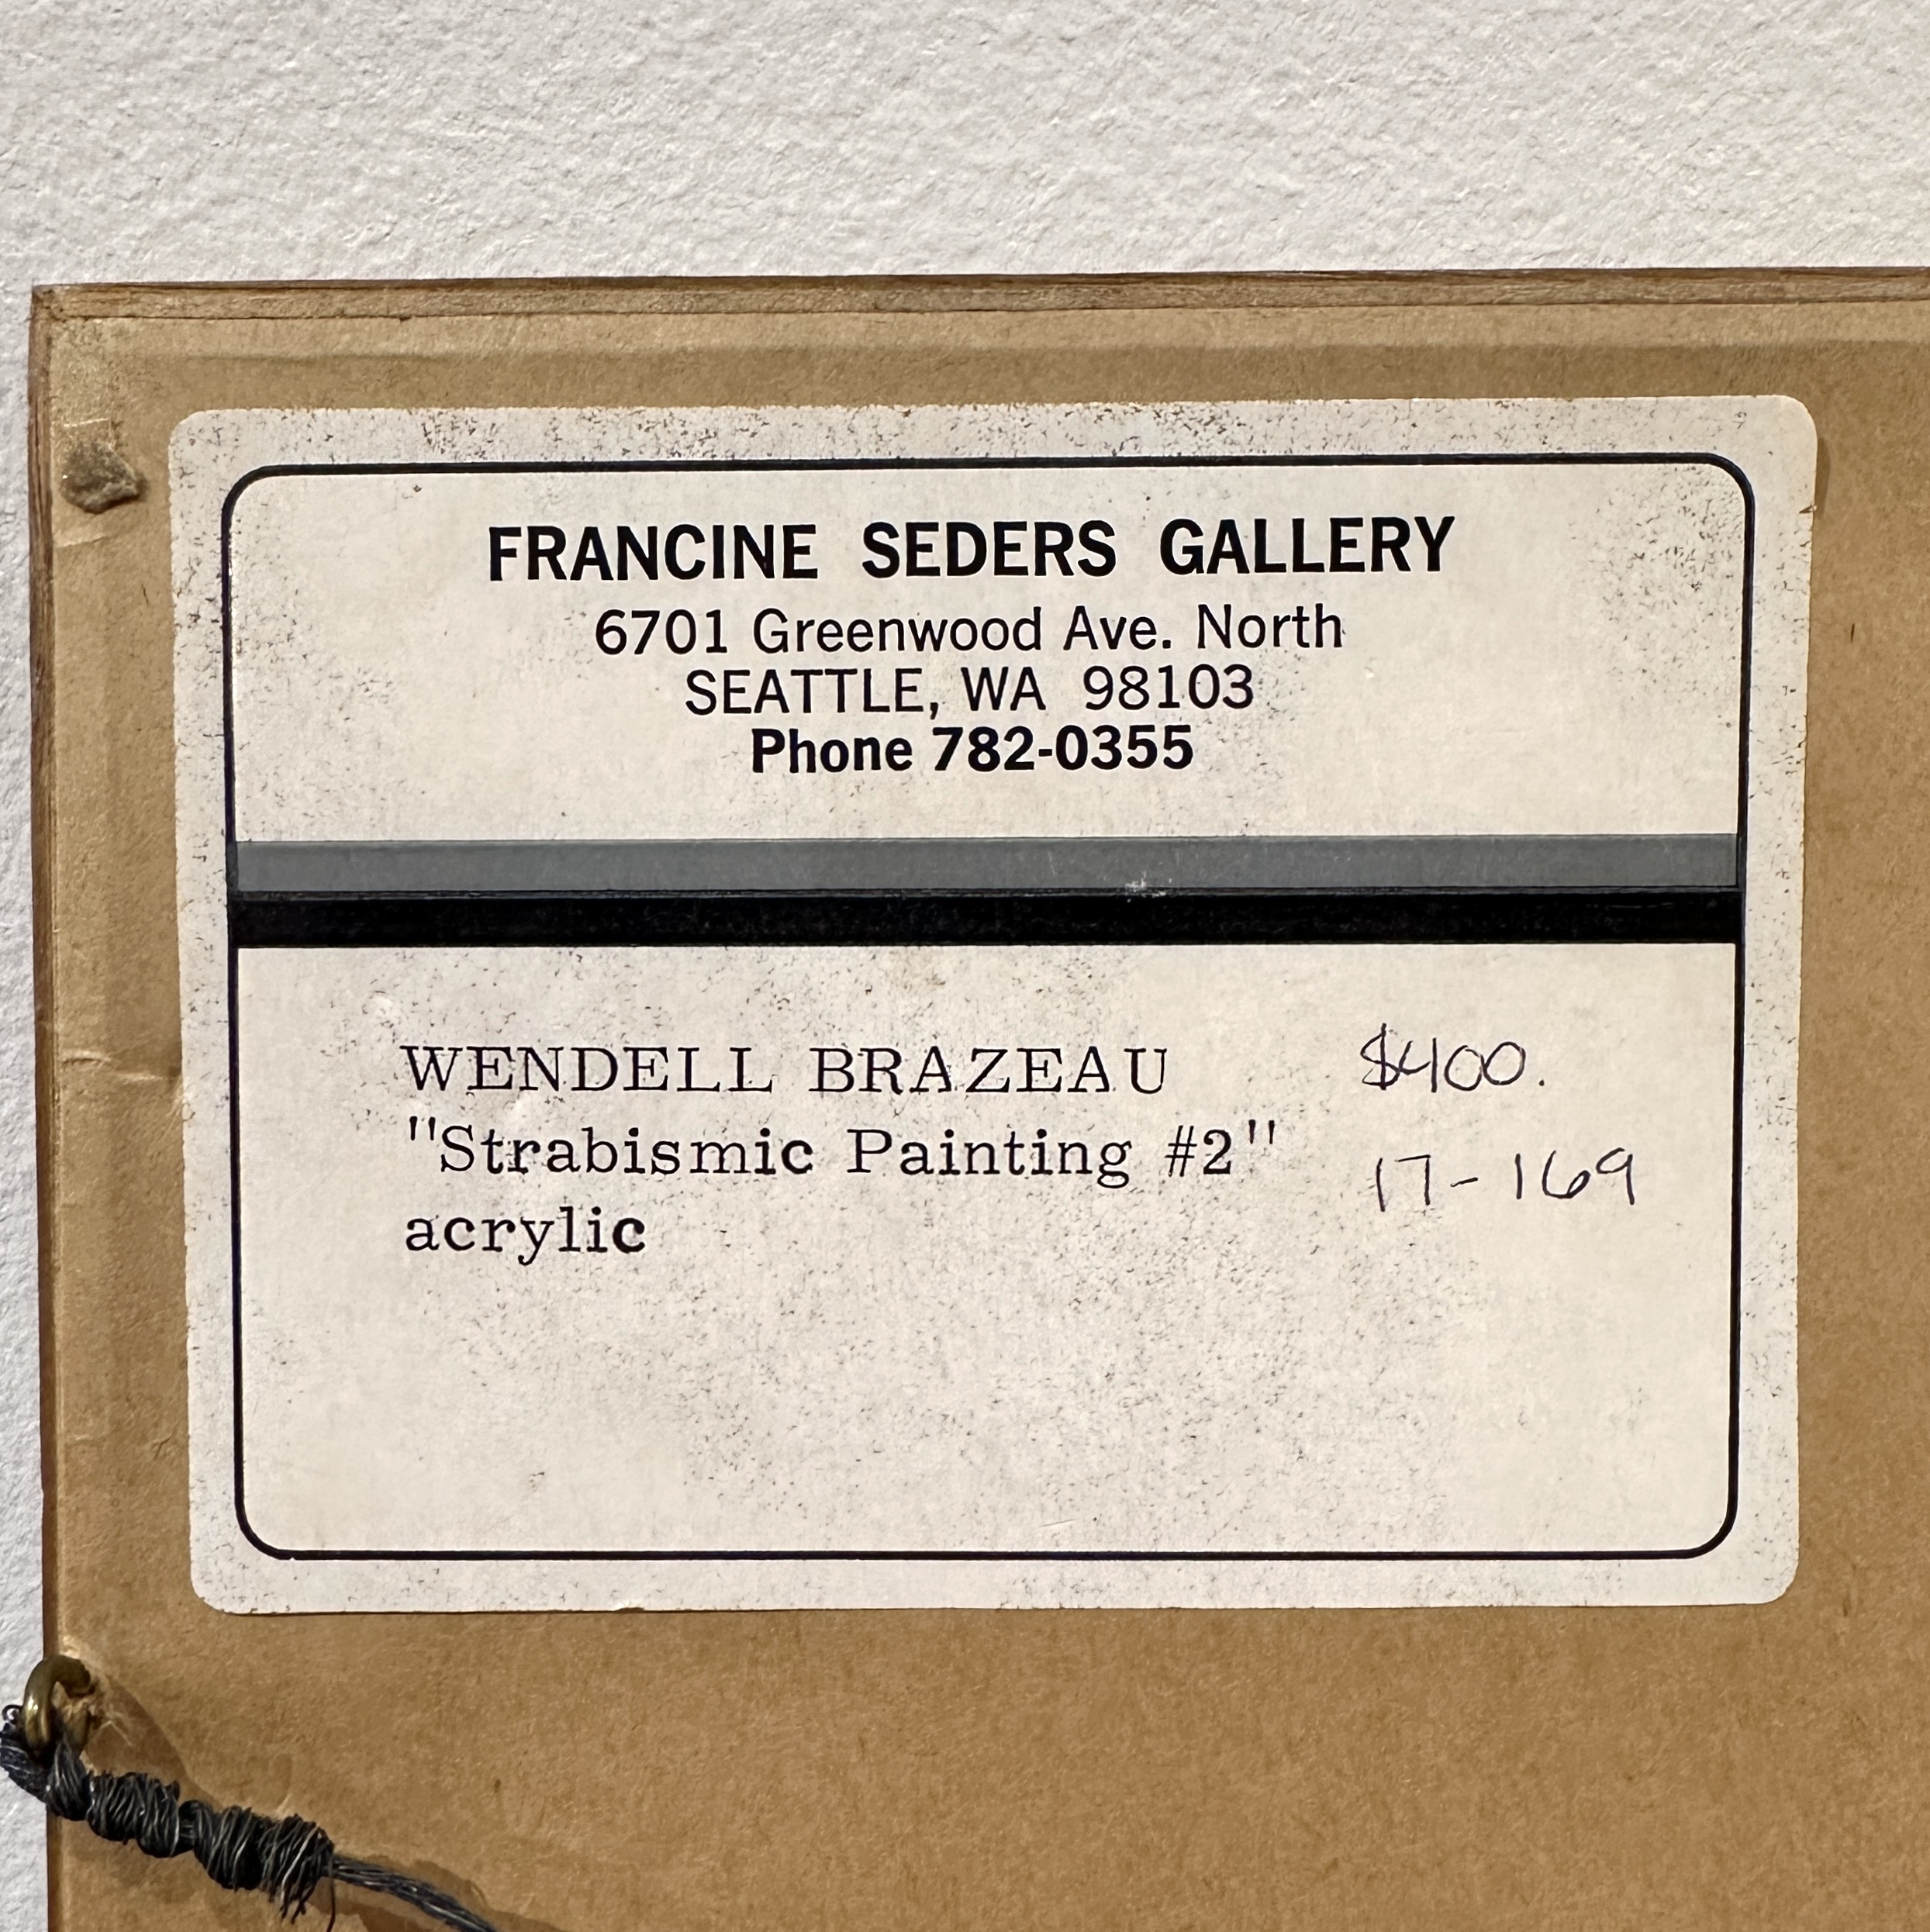 FRANCINE SEDERS GALLERY
6701 Greenwood Ave. North
SEATTLE, WA 98103
Phone 782-0355
WENDELL BRAZEAU $400.
"Strabismic Painting #2" 17-169
acrylic